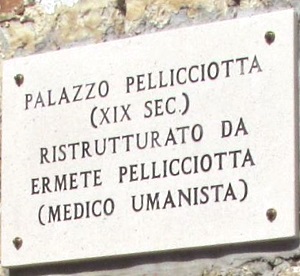 PALAZZO PELLICCIOTTA
(XIX SEC.)
RISTRUTTURATO DA
ERMETE PELLICCIOTTA
(MEDICO UMANISTA)